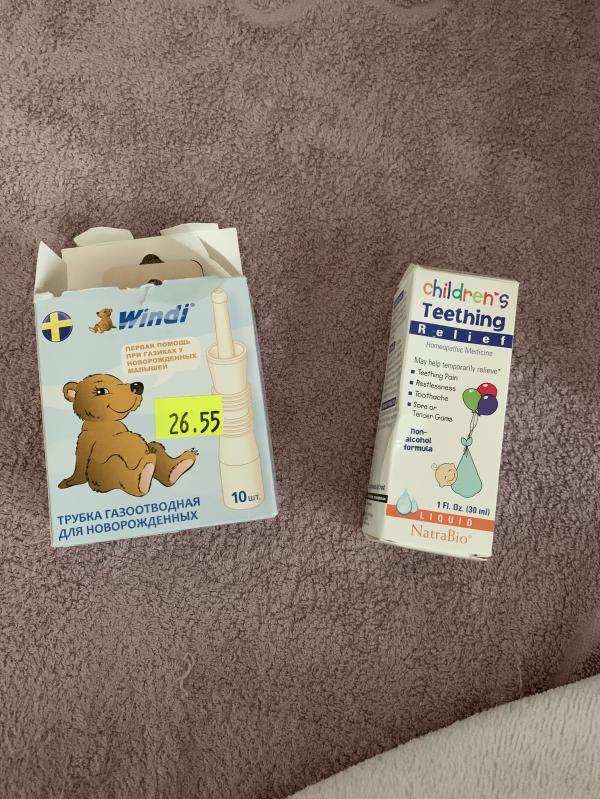 Windi
ПЕРВАЯ ПОМОЩЬ
ПРИ ГАЗИКАХ У
НОВОРОЖДЕННЫХ
МАЛЫШЕЙ
26.55
10 шт.
ТРУБКА ГАЗООТВОДНАЯ
ДЛЯ НОВОРОЖДЕННЫХ
children's
Teething
Relief
Homeopathic Medicine
May help temporarily relieve*
Teething Pain
Restlessness
Toothache
Sore or
Tender Gums
non-
alcohol
formula
1 Fl. Oz. (30 ml)
LIQUID
NatraBio®